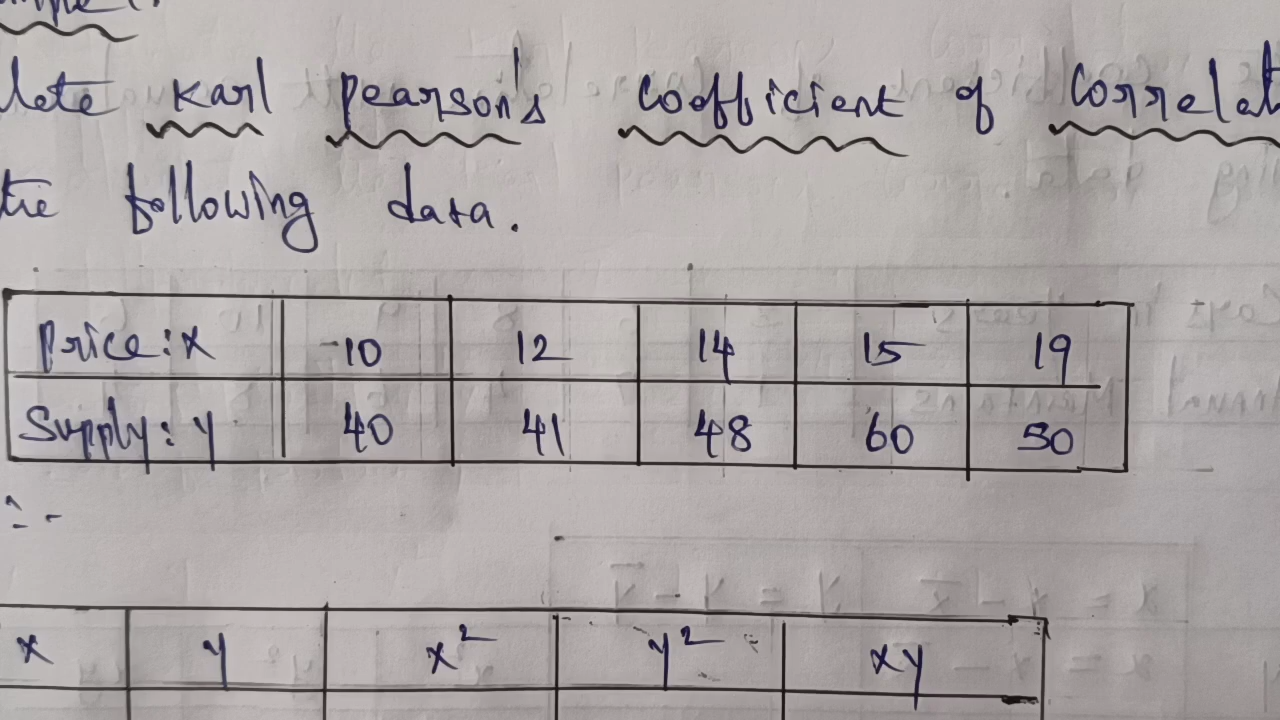 lete Karl pearson's Coefficient of Correlat
the following data.
Price: X 10 12 14 15 19
Supply: Y 40 41 48 60 50
:-
X Y X² Y² XY